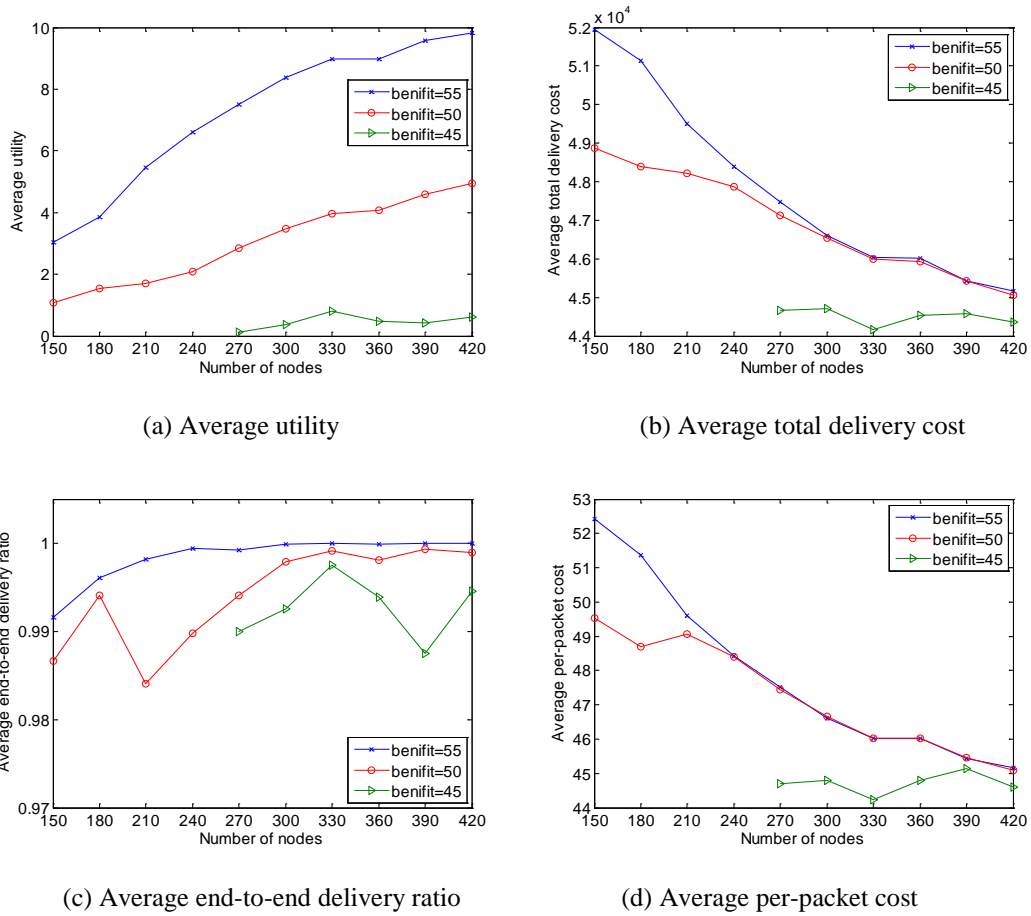 10
8
6
4
2
0
Average utility
benifit=55
benifit=50
benifit=45
150 180 210 240 270 300 330 360 390 420
Number of nodes
(a) Average utility
x 10^4
5.2
5.1
5
4.9
4.8
4.7
4.6
4.5
4.4
Average total delivery cost
benifit=55
benifit=50
benifit=45
150 180 210 240 270 300 330 360 390 420
Number of nodes
(b) Average total delivery cost
1
0.99
0.98
0.97
Average end-to-end delivery ratio
benifit=55
benifit=50
benifit=45
150 180 210 240 270 300 330 360 390 420
Number of nodes
(c) Average end-to-end delivery ratio
53
52
51
50
49
48
47
46
45
44
Average per-packet cost
benifit=55
benifit=50
benifit=45
150 180 210 240 270 300 330 360 390 420
Number of nodes
(d) Average per-packet cost